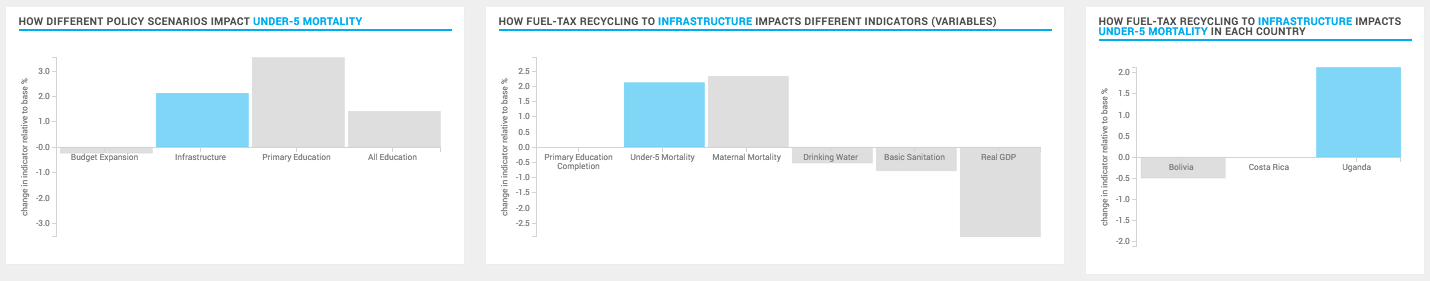 HOW DIFFERENT POLICY SCENARIOS IMPACT UNDER-5 MORTALITY
change in indicator relative to base %
3.0
2.0
1.0
-0.0
-1.0
-2.0
-3.0
Budget Expansion
Infrastructure
Primary Education
All Education
HOW FUEL-TAX RECYCLING TO INFRASTRUCTURE IMPACTS DIFFERENT INDICATORS (VARIABLES)
change in indicator relative to base %
2.5
2.0
1.5
1.0
0.5
0.0
-0.5
-1.0
-1.5
-2.0
-2.5
Primary Education
Completion
Under-5 Mortality
Maternal Mortality
Drinking Water
Basic Sanitation
Real GDP
HOW FUEL-TAX RECYCLING TO INFRASTRUCTURE IMPACTS
UNDER-5 MORTALITY IN EACH COUNTRY
change in indicator relative to base %
2.0
1.5
1.0
0.5
0.0
-0.5
-1.0
-1.5
-2.0
Bolivia
Costa Rica
Uganda